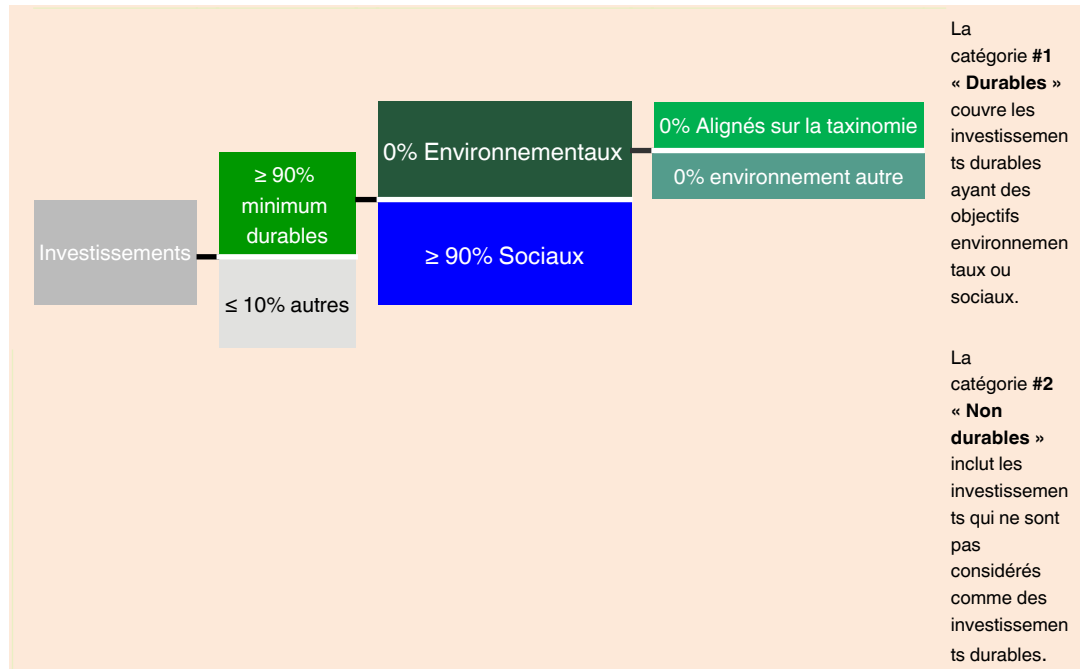 Investissements
≥ 90%
minimum
durables
≤ 10% autres
0% Environnementaux
≥ 90% Sociaux
0% Alignés sur la taxinomie
0% environnement autre
La
catégorie #1
« Durables »
couvre les
investissemen
ts durables
ayant des
objectifs
environnemen
taux ou
sociaux.
La
catégorie #2
« Non
durables »
inclut les
investissemen
ts qui ne sont
pas
considérés
comme des
investissemen
ts durables.